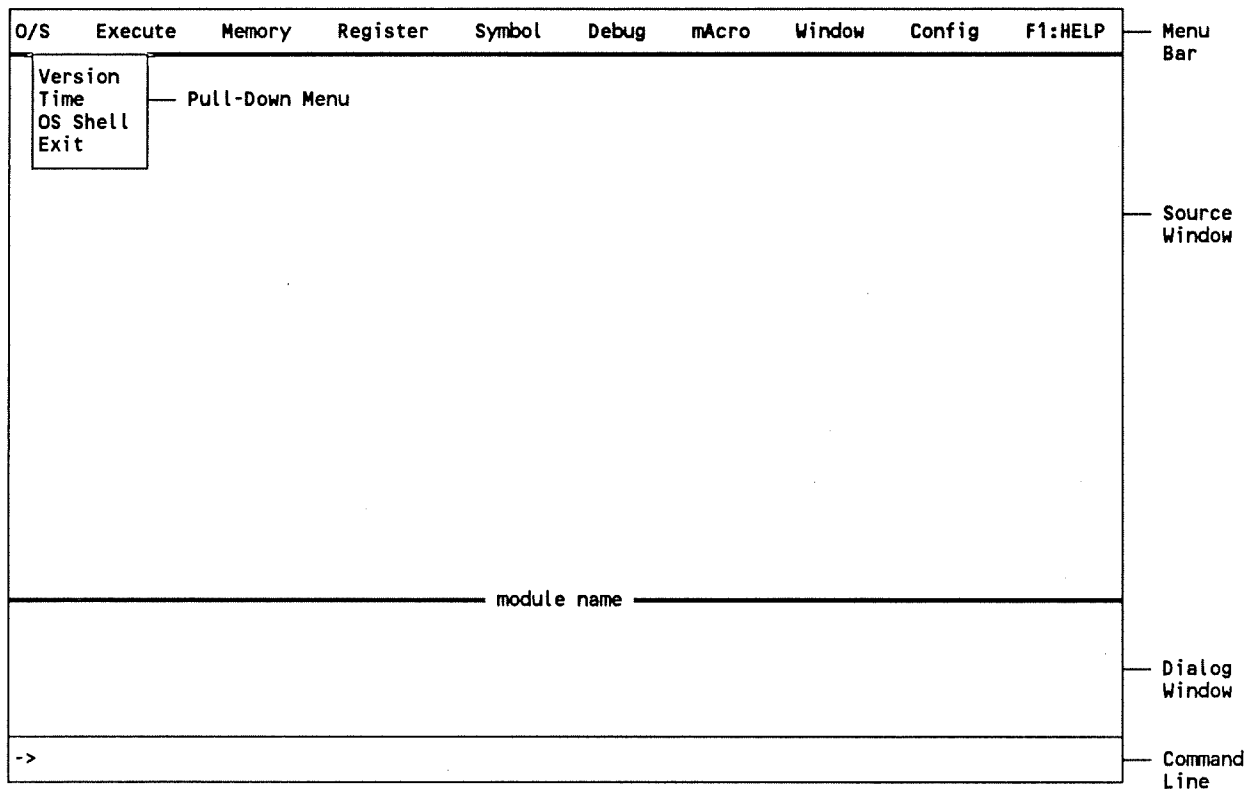 O/S Execute Memory Register Symbol Debug mAcro Window Config F1:HELP
Menu
Bar
Version
Time
OS Shell
Exit
Pull-Down Menu
Source
Window
module name
Dialog
Window
->
Command
Line